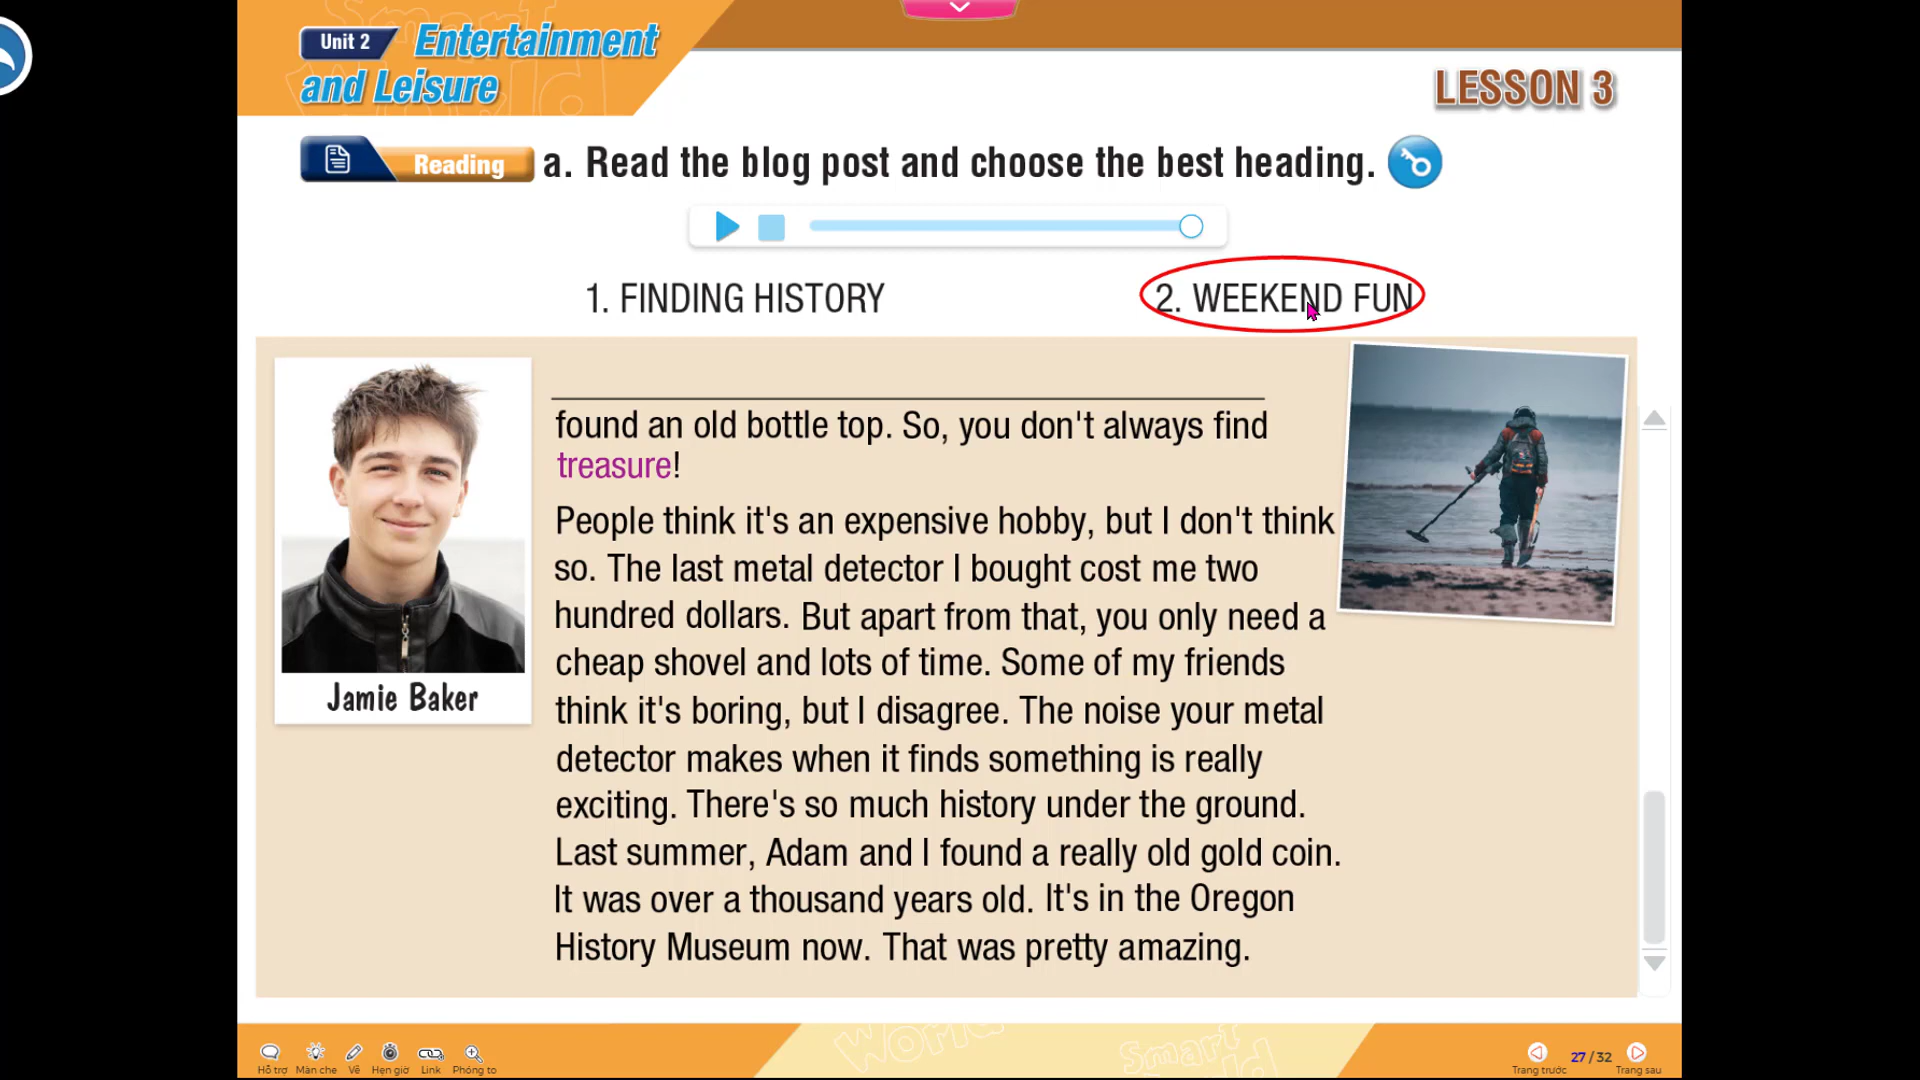 Unit 2 Entertainment
and Leisure
LESSON 3
Reading a. Read the blog post and choose the best heading.
1. FINDING HISTORY
2. WEEKEND FUN
found an old bottle top. So, you don't always find
treasure!
People think it's an expensive hobby, but I don't think
so. The last metal detector I bought cost me two
hundred dollars. But apart from that, you only need a
cheap shovel and lots of time. Some of my friends
think it's boring, but I disagree. The noise your metal
detector makes when it finds something is really
exciting. There's so much history under the ground.
Last summer, Adam and I found a really old gold coin.
It was over a thousand years old. It's in the Oregon
History Museum now. That was pretty amazing.
Jamie Baker
World
Smart World
Hỗ trợ Màn che Vẽ Hẹn giờ Link Phóng to
Trang trước 27 / 32 Trang sau